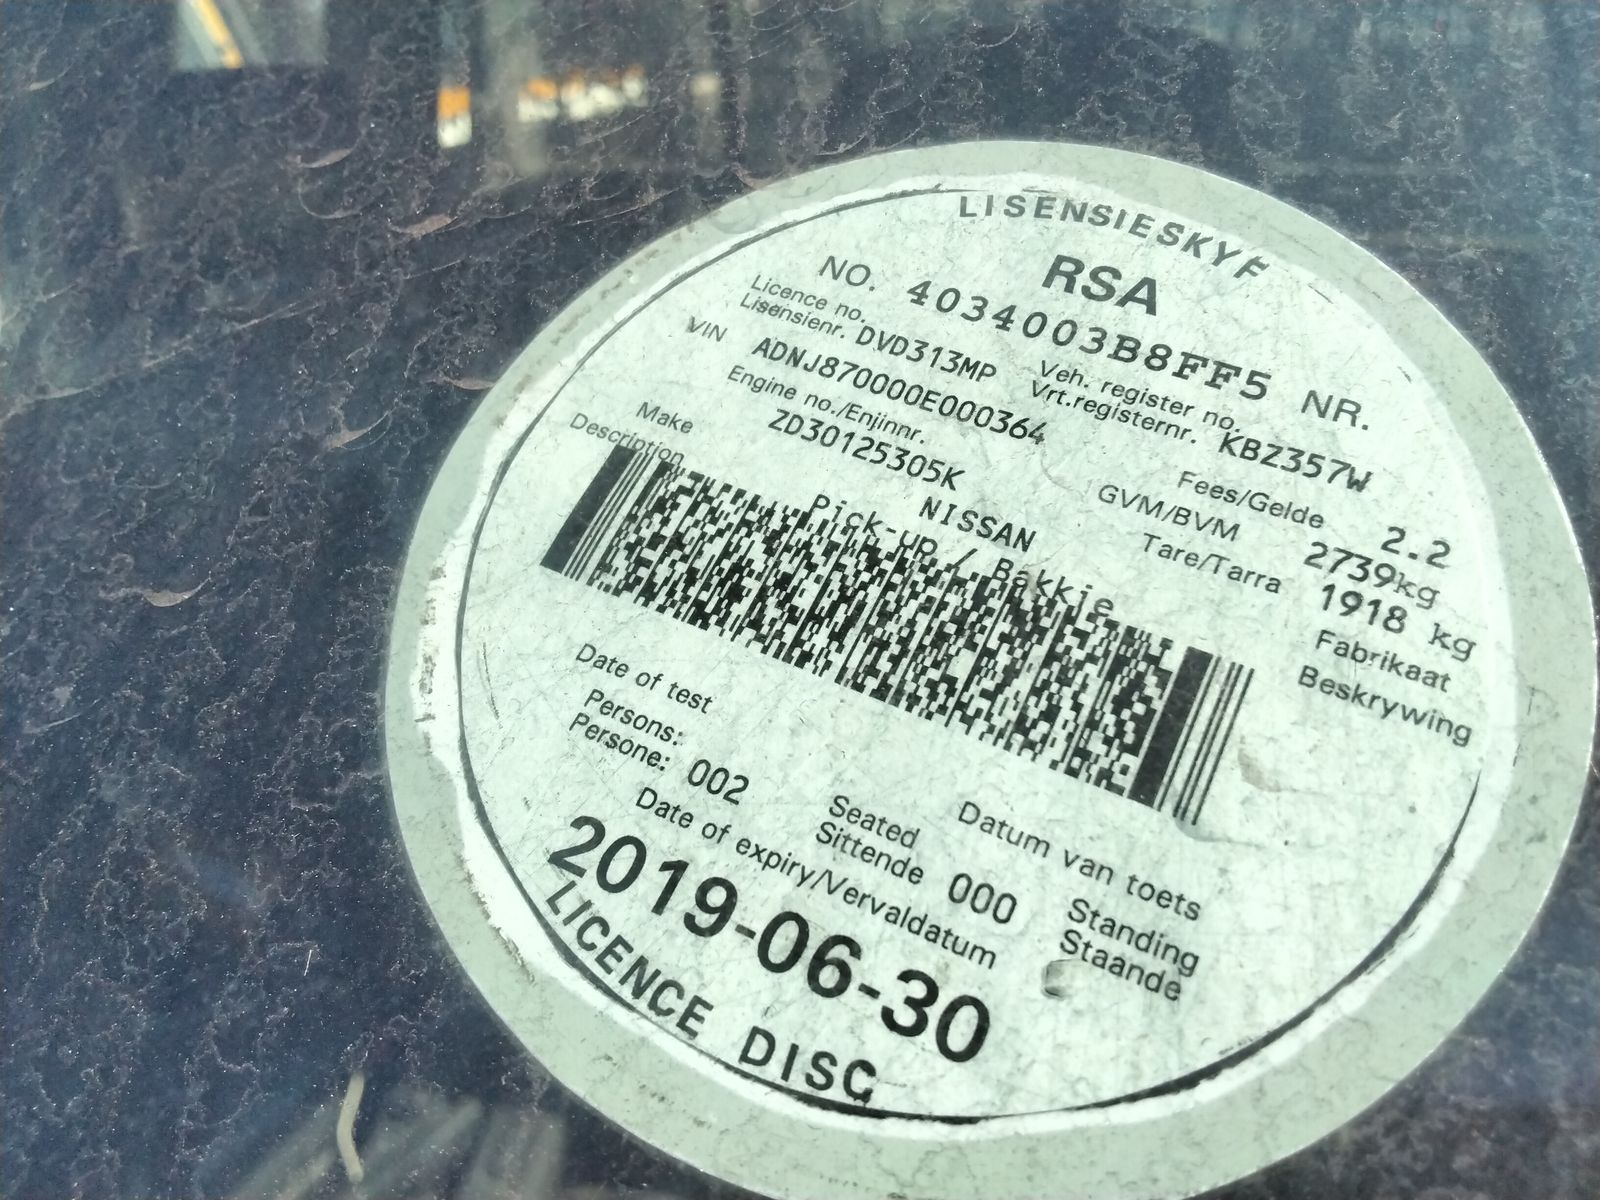 LISENSIESKYF
RSA
NO. 4034003B8FF5 NR.
Licence no.
Lisensienr. DVD313MP
Veh. register no.
Vrt.registernr. KBZ357W
VIN ADNJ870000E000364
Engine no./Enjinnr.
ZD30125305K
Fees/Gelde 2.2
GVM/BVM 2739kg
Tare/Tarra 1918 kg
Make NISSAN Fabrikaat
Description Pick-up / Bakkie Beskrywing
Date of test Datum van toets
Persons:
Persone: 002
Seated
Sittende 000
Standing
Staande
Date of expiry/Vervaldatum
2019-06-30
LICENCE DISC